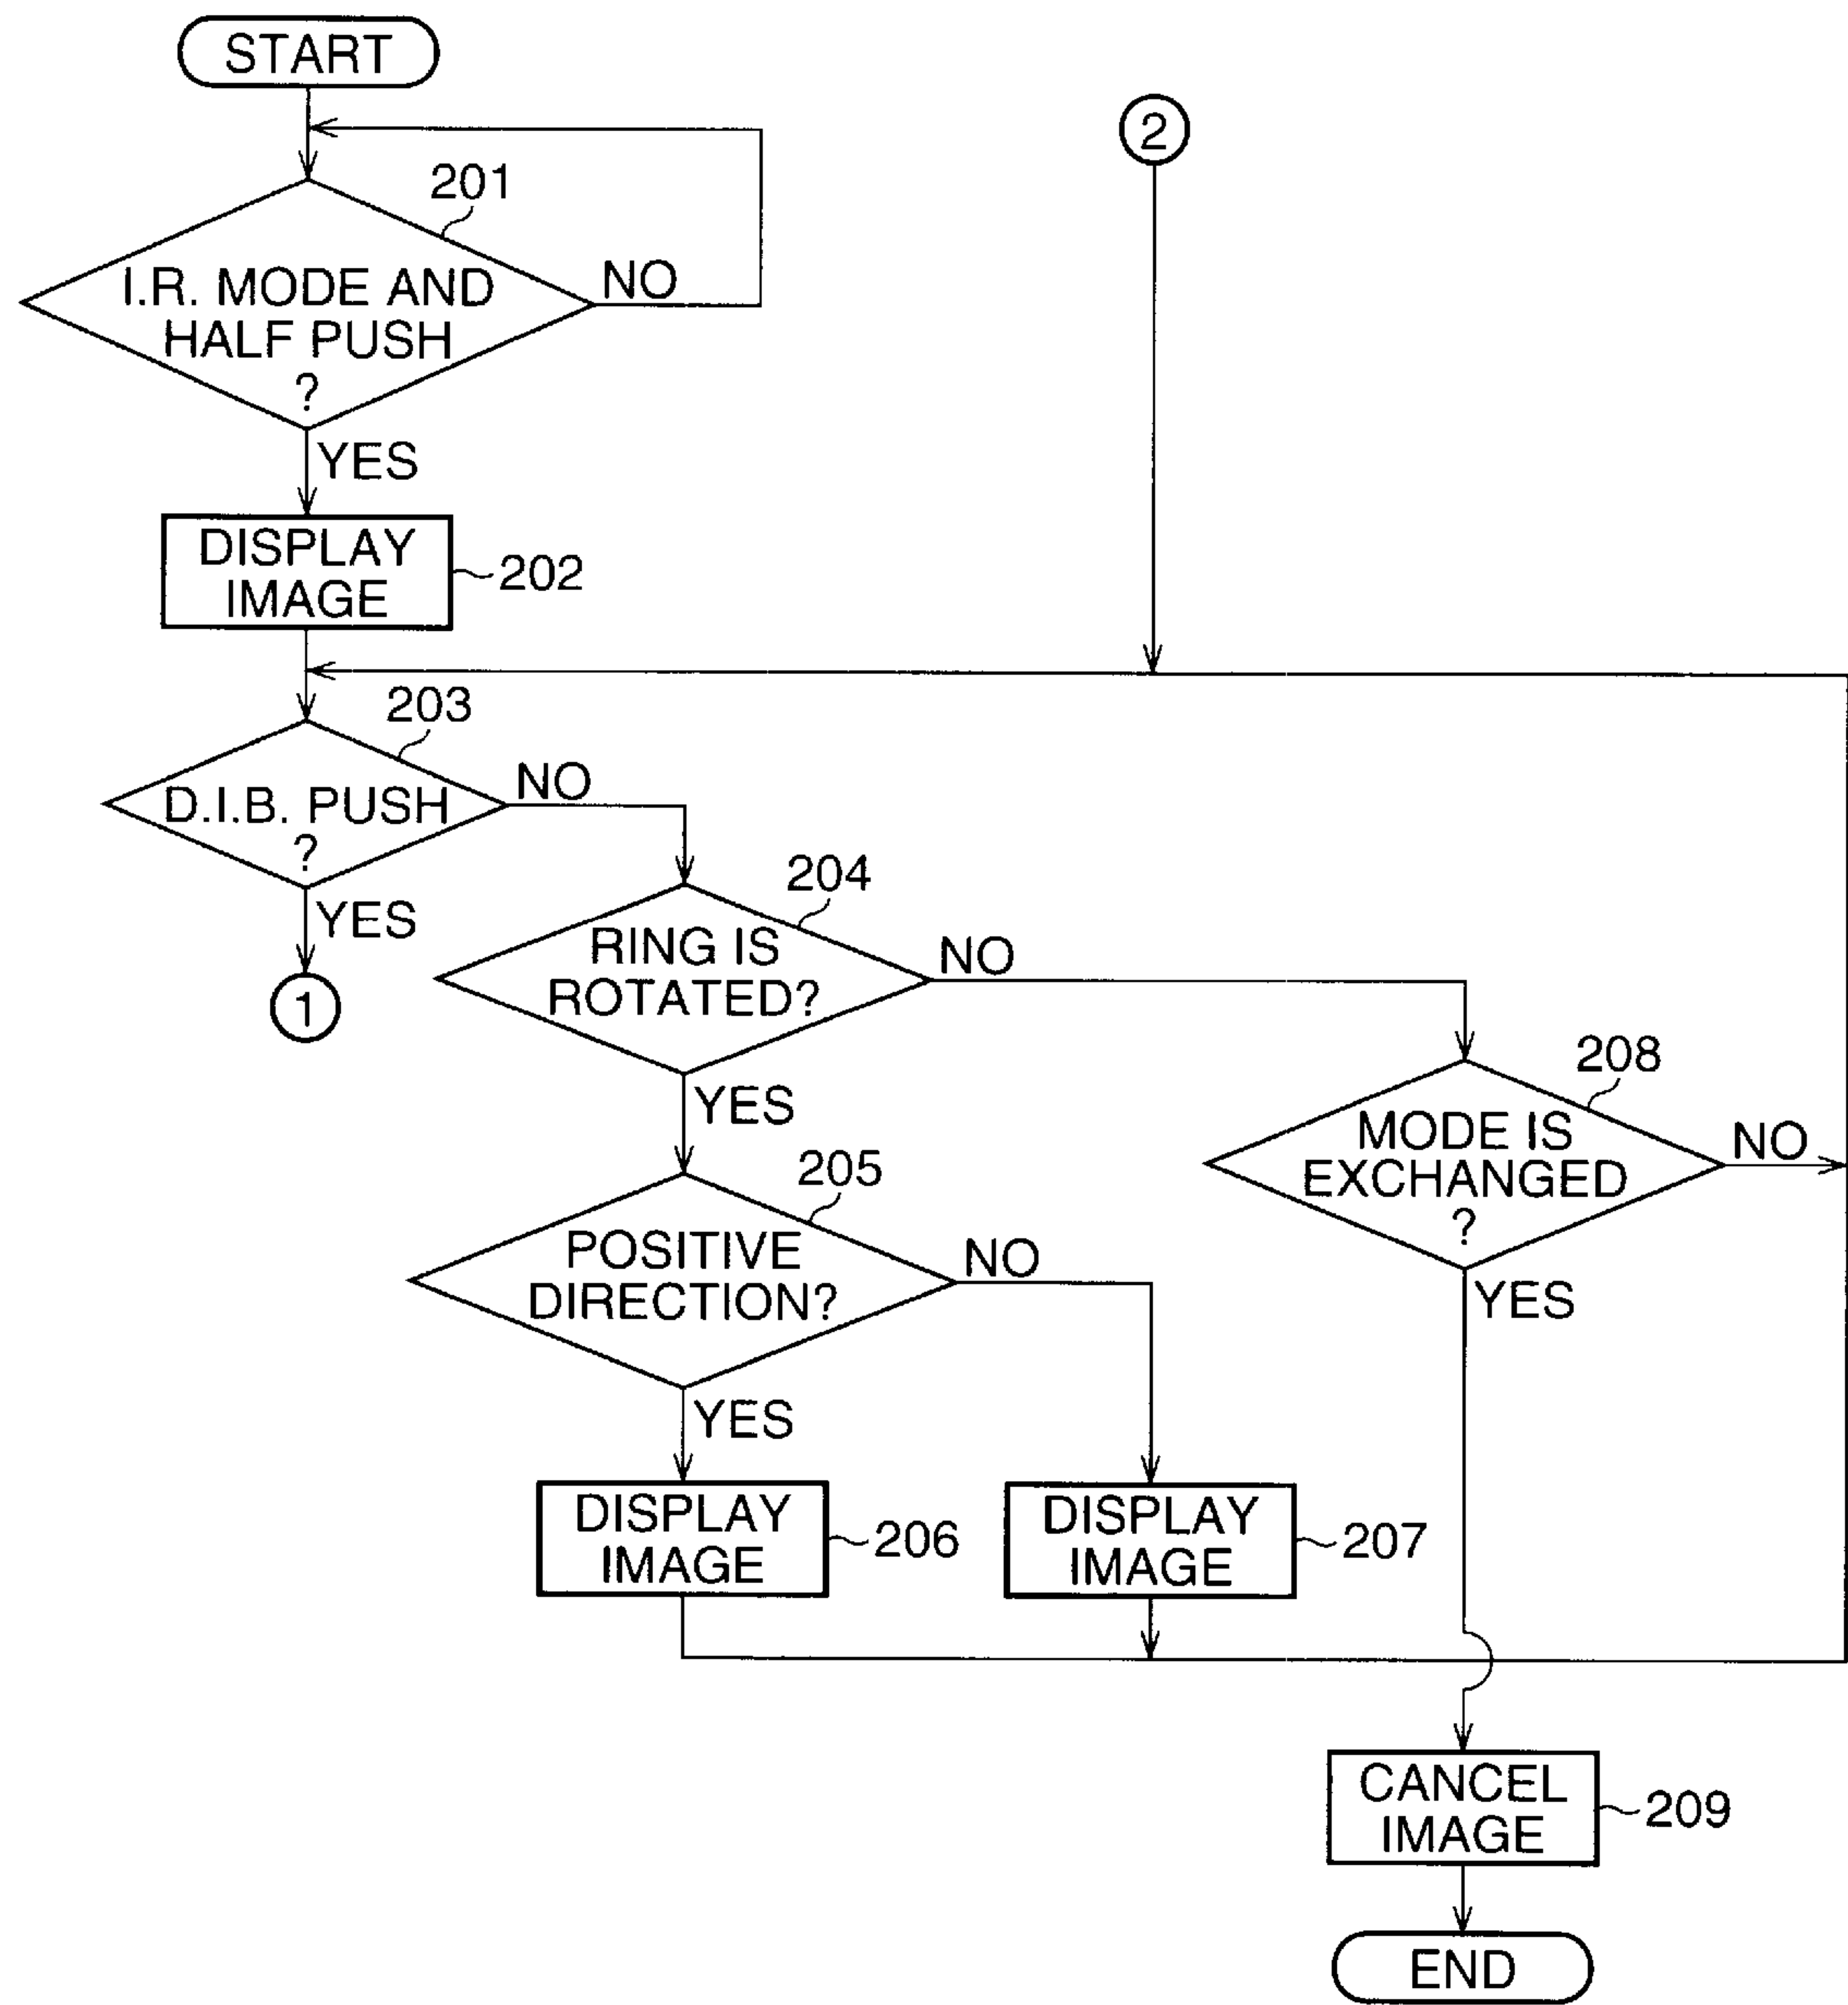 START
2
201
I.R. MODE AND
HALF PUSH
?
NO
YES
DISPLAY
IMAGE
202
203
D.I.B. PUSH
?
NO
YES
1
204
RING IS
ROTATED?
NO
YES
208
MODE IS
EXCHANGED
?
NO
YES
205
POSITIVE
DIRECTION?
NO
YES
DISPLAY
IMAGE
206
DISPLAY
IMAGE
207
CANCEL
IMAGE
209
END